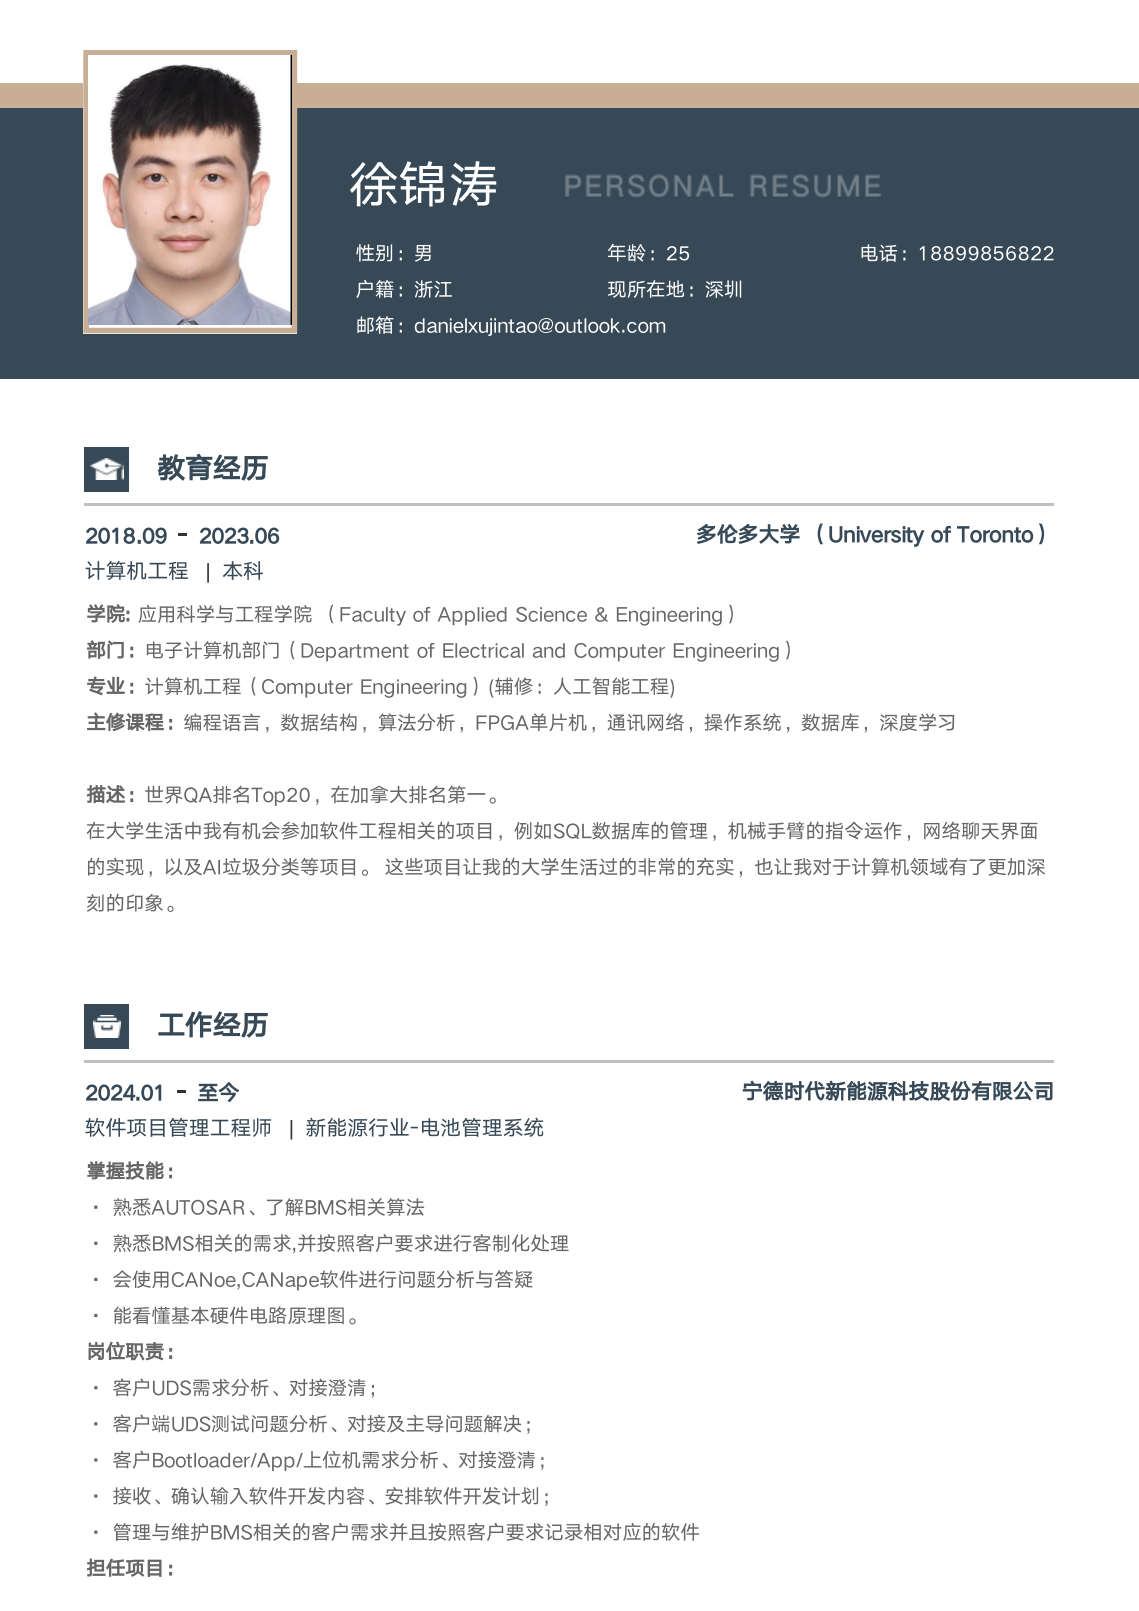 徐锦涛 PERSONAL RESUME
性别：男 年龄：25 电话：18899856822
户籍：浙江 现所在地：深圳
邮箱：danielxujintao@outlook.com
教育经历
2018.09 - 2023.06 多伦多大学（University of Toronto）
计算机工程 | 本科
学院: 应用科学与工程学院 （Faculty of Applied Science & Engineering）
部门：电子计算机部门（Department of Electrical and Computer Engineering）
专业：计算机工程（Computer Engineering）(辅修：人工智能工程)
主修课程：编程语言，数据结构，算法分析，FPGA单片机，通讯网络，操作系统，数据库，深度学习
描述：世界QA排名Top20，在加拿大排名第一。
在大学生活中我有机会参加软件工程相关的项目，例如SQL数据库的管理，机械手臂的指令运作，网络聊天界面
的实现，以及AI垃圾分类等项目。 这些项目让我的大学生活过的非常的充实，也让我对于计算机领域有了更加深
刻的印象。
工作经历
2024.01 - 至今 宁德时代新能源科技股份有限公司
软件项目管理工程师 | 新能源行业-电池管理系统
掌握技能：
· 熟悉AUTOSAR、了解BMS相关算法
· 熟悉BMS相关的需求,并按照客户要求进行客制化处理
· 会使用CANoe,CANape软件进行问题分析与答疑
· 能看懂基本硬件电路原理图。
岗位职责：
· 客户UDS需求分析、对接澄清；
· 客户端UDS测试问题分析、对接及主导问题解决；
· 客户Bootloader/App/上位机需求分析、对接澄清；
· 接收、确认输入软件开发内容、安排软件开发计划；
· 管理与维护BMS相关的客户需求并且按照客户要求记录相对应的软件
担任项目：